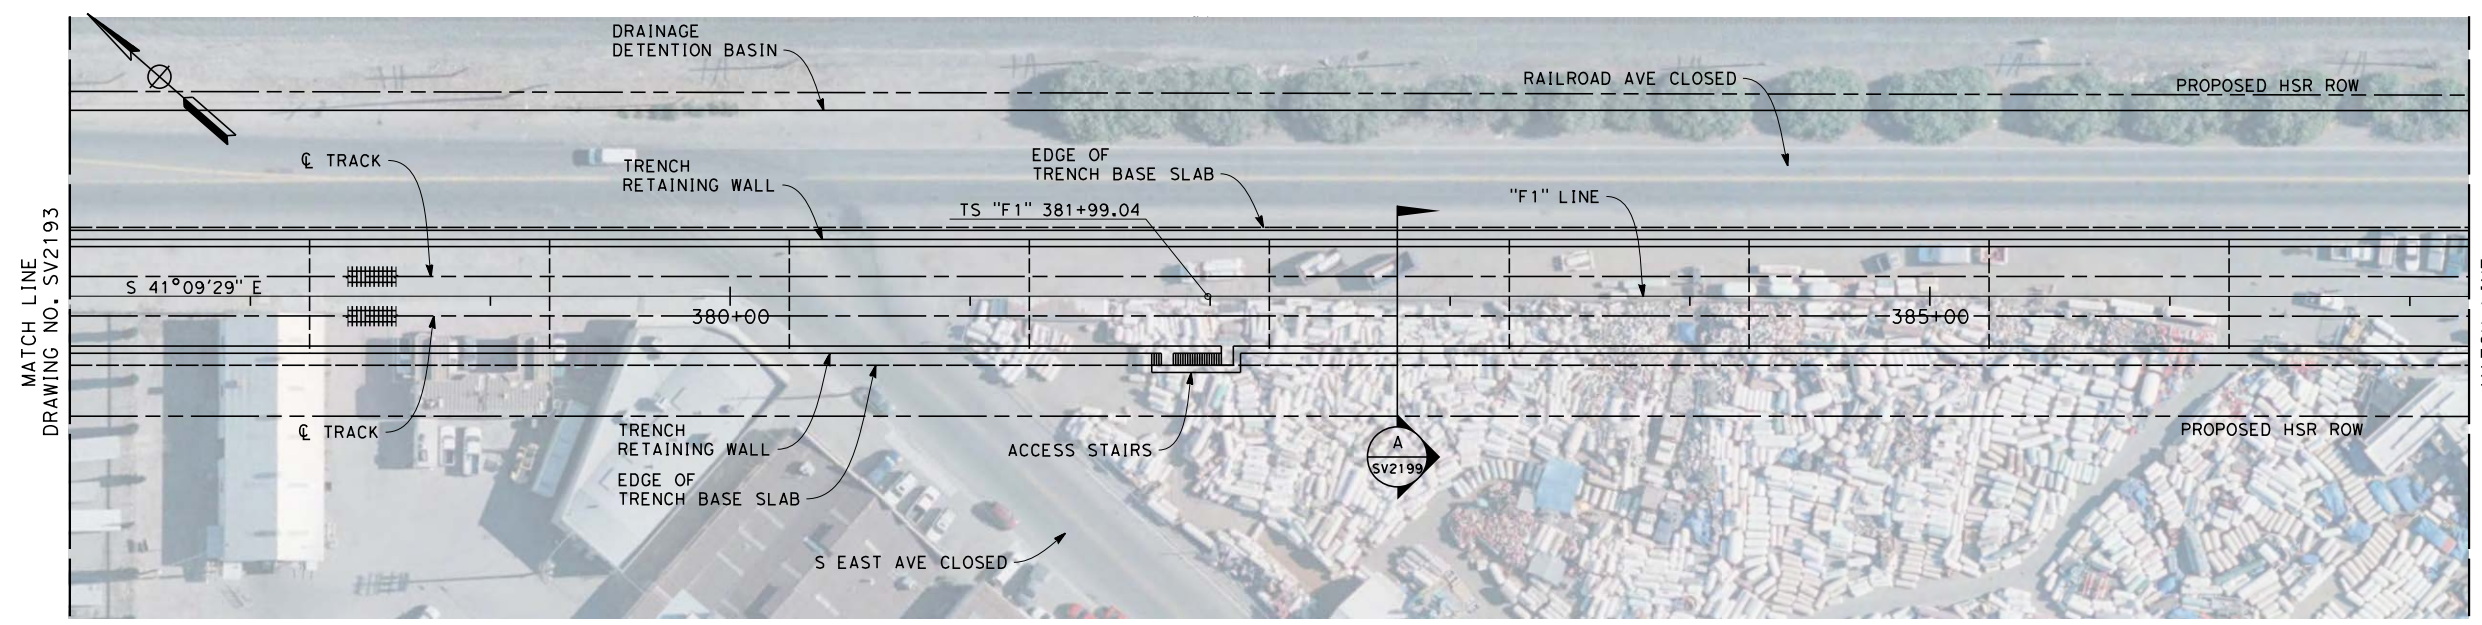 DRAINAGE
DETENTION BASIN
RAILROAD AVE CLOSED
PROPOSED HSR ROW
℄ TRACK
TRENCH
RETAINING WALL
EDGE OF
TRENCH BASE SLAB
"F1" LINE
TS "F1" 381+99.04
MATCH LINE
DRAWING NO. SV2193
S 41°09'29" E
380+00
385+00
℄ TRACK
TRENCH
RETAINING WALL
EDGE OF
TRENCH BASE SLAB
ACCESS STAIRS
A
SV2199
PROPOSED HSR ROW
S EAST AVE CLOSED